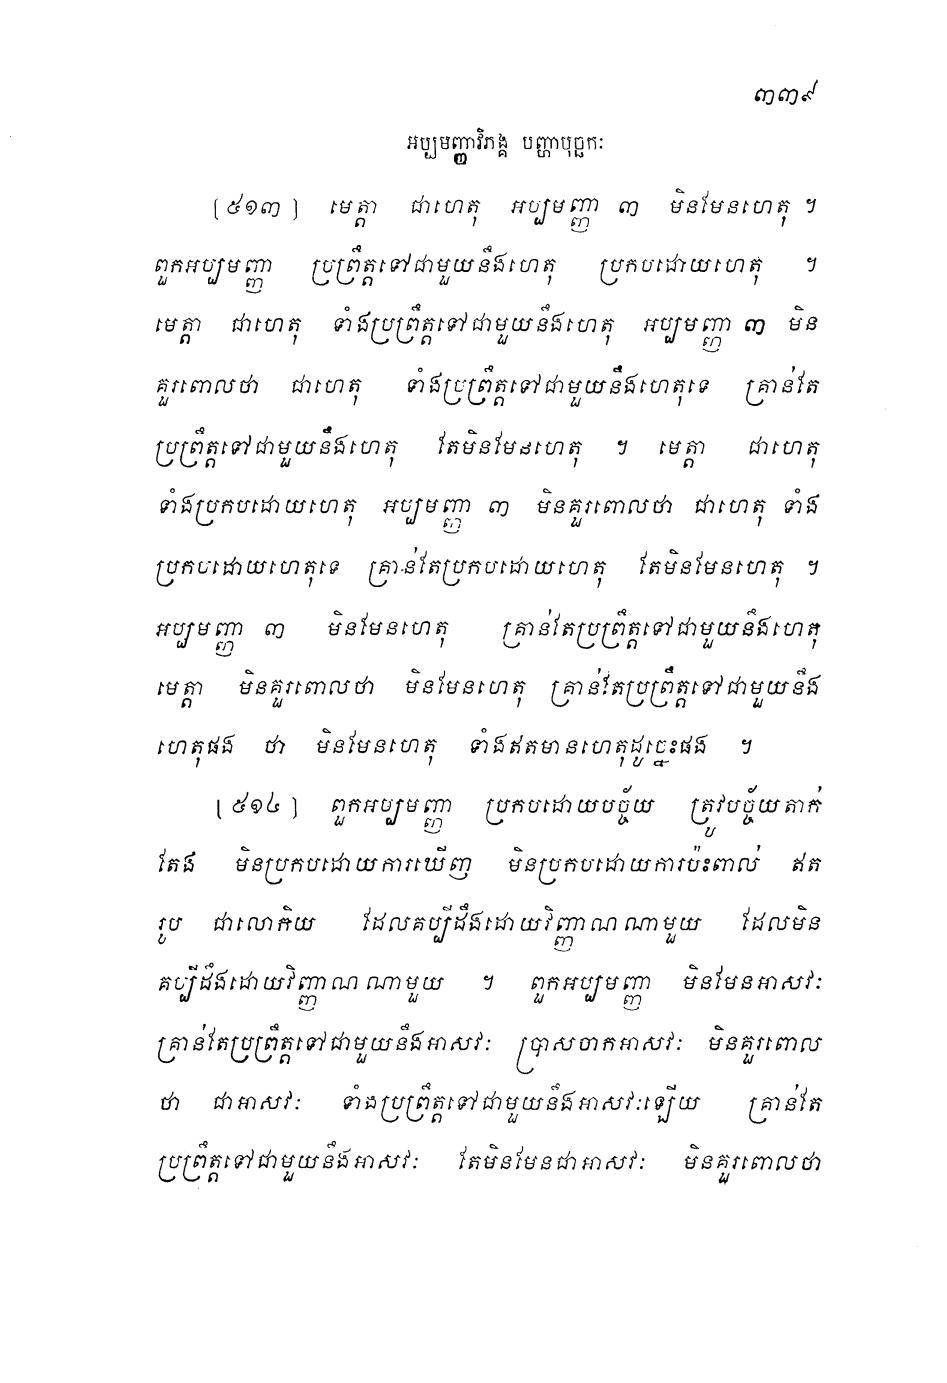 ៣៣៩
អប្បមញ្ញាវិភង្គ បញ្ហាបុច្ឆកៈ
[៥១៣] មេត្តា ជាហេតុ អប្បមញ្ញា ៣ មិនមែនហេតុ ។
ពួកអប្បមញ្ញា ប្រព្រឹត្តទៅជាមួយនឹងហេតុ ប្រកបដោយហេតុ ។
មេត្តា ជាហេតុ ទាំងប្រព្រឹត្តទៅជាមួយនឹងហេតុ អប្បមញ្ញា ៣ មិន
គួរពោលថា ជាហេតុ ទាំងប្រព្រឹត្តទៅជាមួយនឹងហេតុទេ គ្រាន់តែ
ប្រព្រឹត្តទៅជាមួយនឹងហេតុ តែមិនមែនហេតុ ។ មេត្តា ជាហេតុ
ទាំងប្រកបដោយហេតុ អប្បមញ្ញា ៣ មិនគួរពោលថា ជាហេតុ ទាំង
ប្រកបដោយហេតុទេ គ្រាន់តែប្រកបដោយហេតុ តែមិនមែនហេតុ ។
អប្បមញ្ញា ៣ មិនមែនហេតុ គ្រាន់តែប្រព្រឹត្តទៅជាមួយនឹងហេតុ
មេត្តា មិនគួរពោលថា មិនមែនហេតុ គ្រាន់តែប្រព្រឹត្តទៅជាមួយនឹង
ហេតុផង ថា មិនមែនហេតុ ទាំងឥតមានហេតុដូច្នេះផង ។
[៥១៤] ពួកអប្បមញ្ញា ប្រកបដោយបច្ច័យ ត្រូវបច្ច័យតាក់
តែង មិនប្រកបដោយការឃើញ មិនប្រកបដោយការប៉ះពាល់ ឥត
រូប ជាលោកិយ ដែលគប្បីដឹងដោយវិញ្ញាណណាមួយ ដែលមិន
គប្បីដឹងដោយវិញ្ញាណណាមួយ ។ ពួកអប្បមញ្ញា មិនមែនអាសវៈ
គ្រាន់តែប្រព្រឹត្តទៅជាមួយនឹងអាសវៈ ប្រាសចាកអាសវៈ មិនគួរពោល
ថា ជាអាសវៈ ទាំងប្រព្រឹត្តទៅជាមួយនឹងអាសវៈឡើយ គ្រាន់តែ
ប្រព្រឹត្តទៅជាមួយនឹងអាសវៈ តែមិនមែនជាអាសវៈ មិនគួរពោលថា